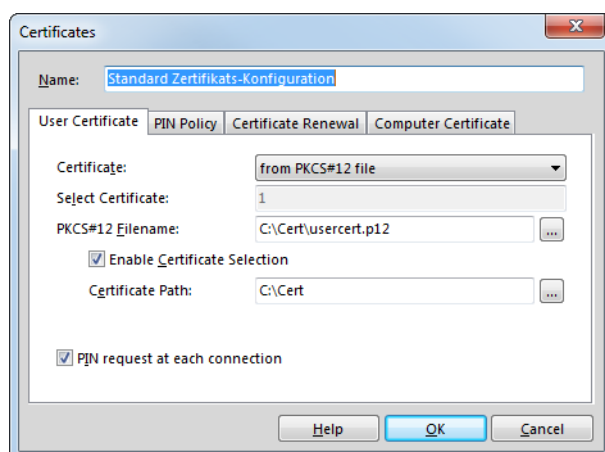 Certificates
Name: Standard Zertifikats-Konfiguration
User Certificate PIN Policy Certificate Renewal Computer Certificate
Certificate: from PKCS#12 file
Select Certificate: 1
PKCS#12 Filename: C:\Cert\usercert.p12 ...
Enable Certificate Selection
Certificate Path: C:\Cert ...
PIN request at each connection
Help OK Cancel